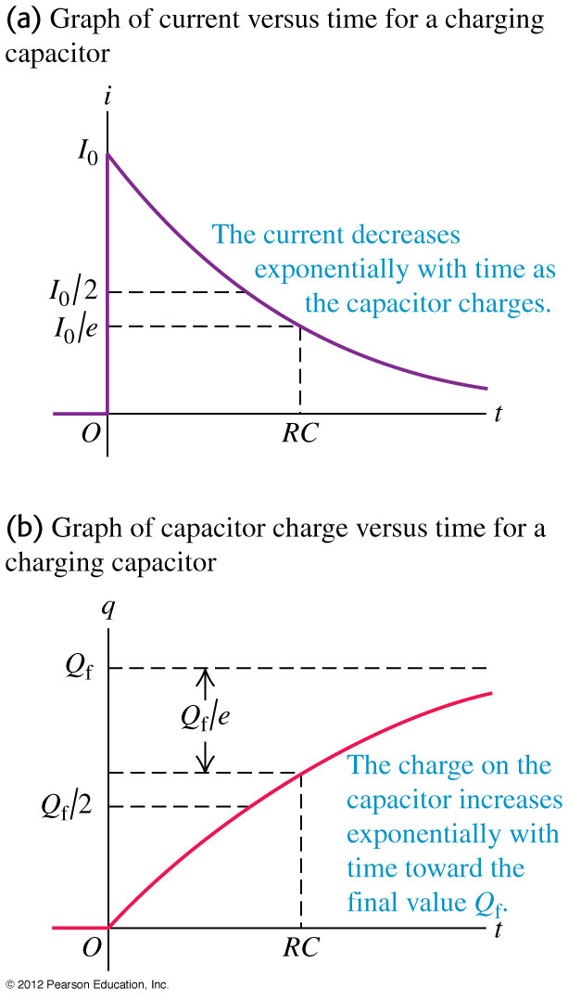 (a) Graph of current versus time for a charging
capacitor
i
I0
The current decreases
exponentially with time as
the capacitor charges.
I0/2
I0/e
O
RC
t
(b) Graph of capacitor charge versus time for a
charging capacitor
q
Qf
Qf/e
Qf/2
The charge on the
capacitor increases
exponentially with
time toward the
final value Qf.
O
RC
t
© 2012 Pearson Education, Inc.